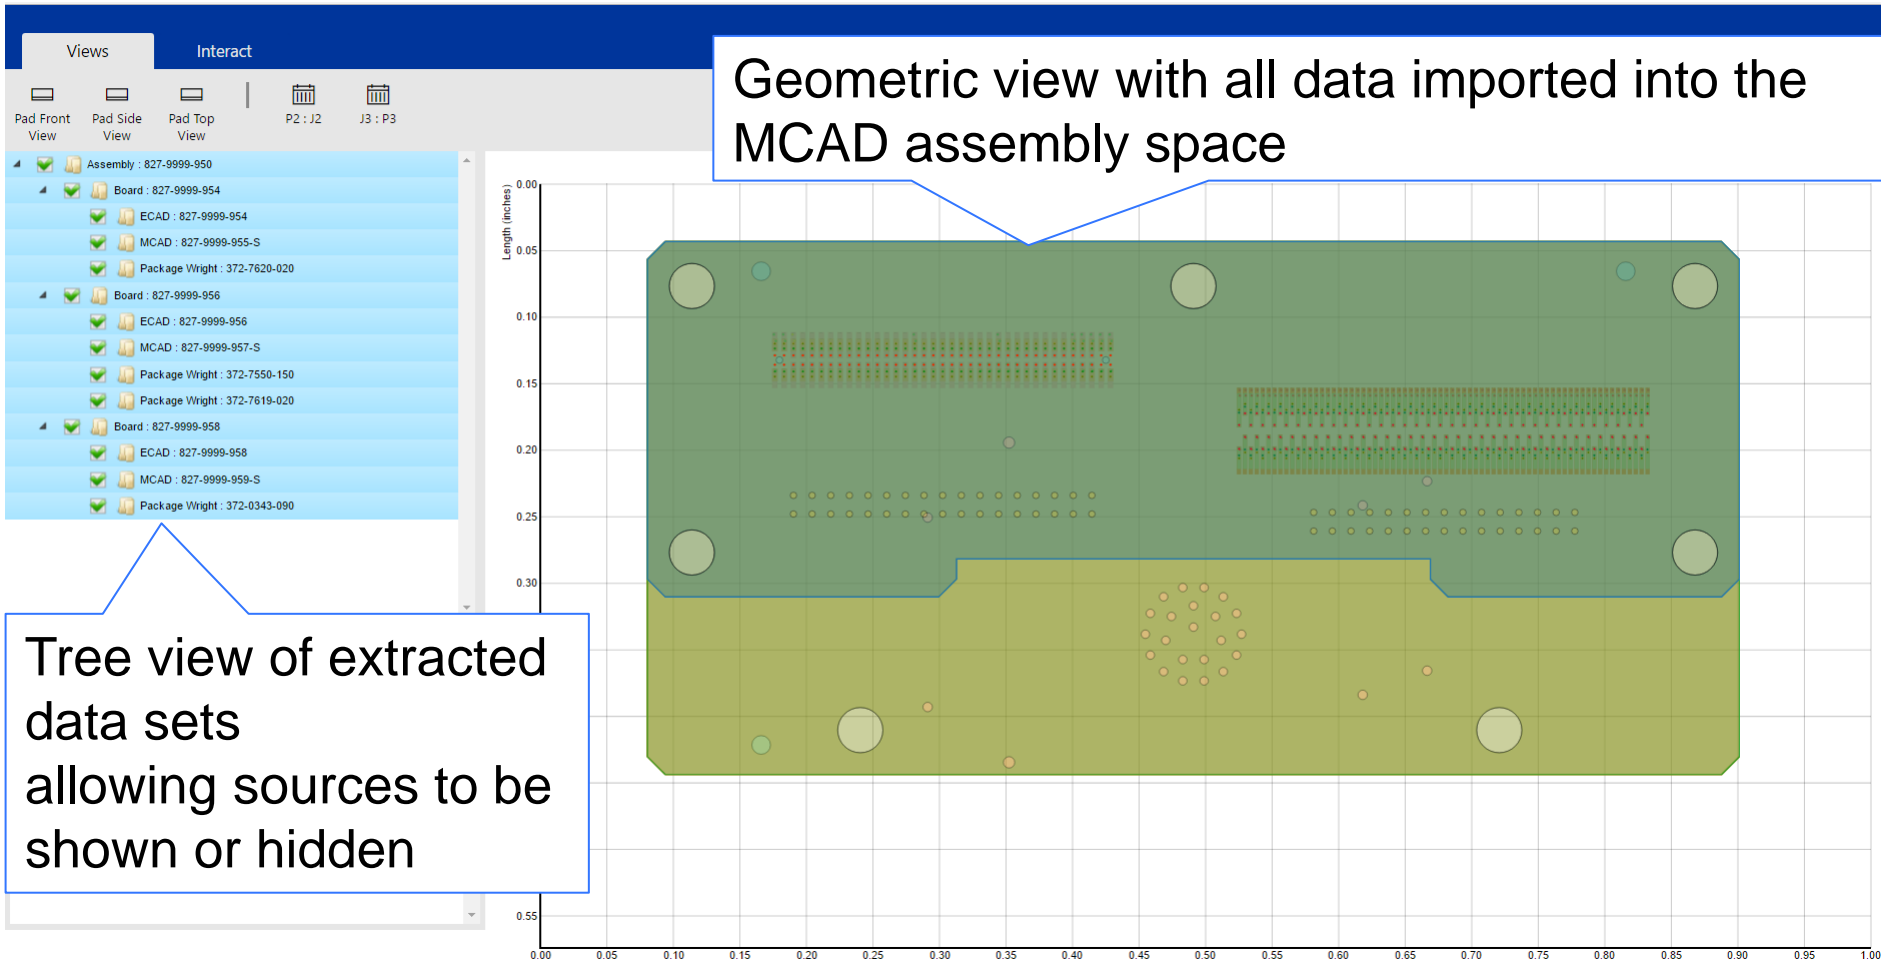 Views
Interact
Pad Front View
Pad Side View
Pad Top View
P2 : J2
J3 : P3
Geometric view with all data imported into the
MCAD assembly space
Assembly : 827-9999-950
Board : 827-9999-954
ECAD : 827-9999-954
MCAD : 827-9999-955-S
Package Wright : 372-7620-020
Board : 827-9999-956
ECAD : 827-9999-956
MCAD : 827-9999-957-S
Package Wright : 372-7550-150
Package Wright : 372-7619-020
Board : 827-9999-958
ECAD : 827-9999-958
MCAD : 827-9999-959-S
Package Wright : 372-0343-090
Tree view of extracted
data sets
allowing sources to be
shown or hidden
Length (inches)
0.00
0.05
0.10
0.15
0.20
0.25
0.30
0.55
0.00 0.05 0.10 0.15 0.20 0.25 0.30 0.35 0.40 0.45 0.50 0.55 0.60 0.65 0.70 0.75 0.80 0.85 0.90 0.95 1.00